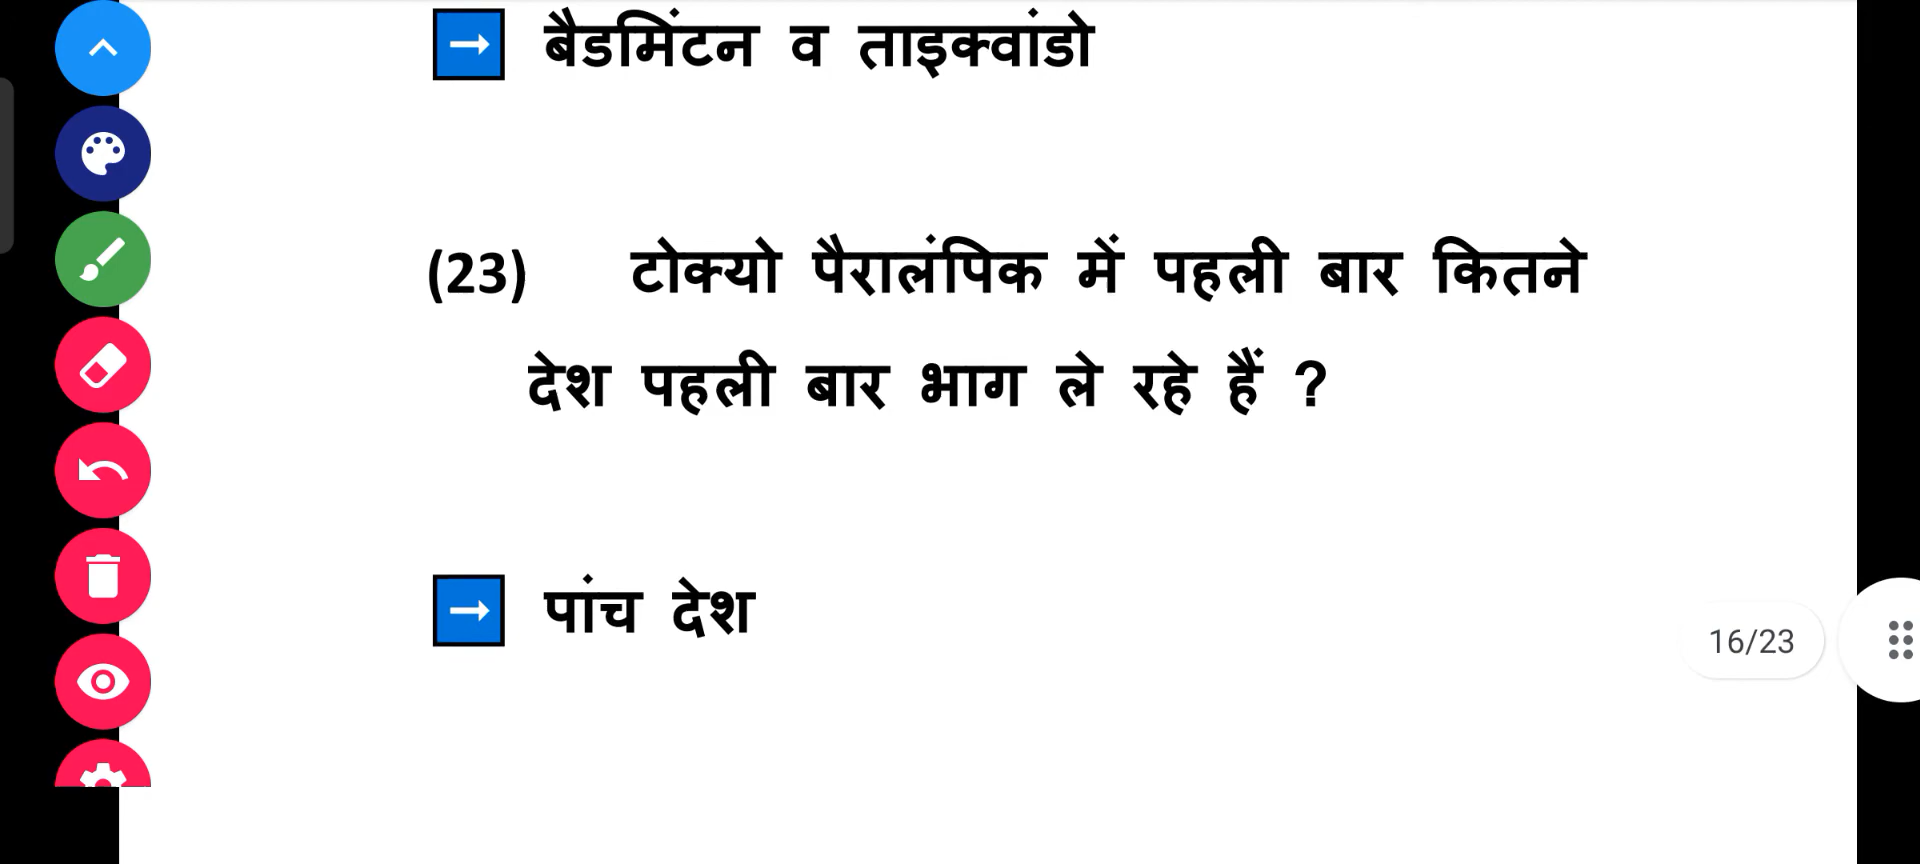 → बैडमिंटन व ताइक्वांडो
(23) टोक्यो पैरालंपिक में पहली बार कितने
देश पहली बार भाग ले रहे हैं ?
→ पांच देश
16/23